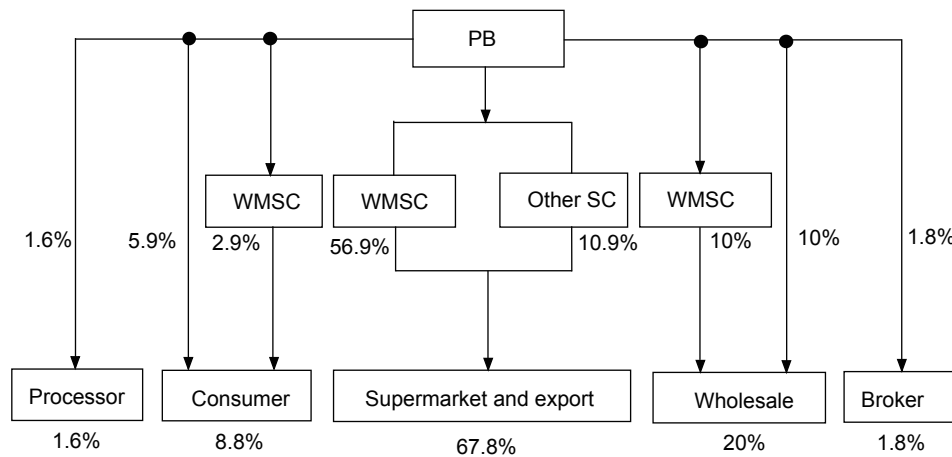 PB
WMSC
WMSC
Other SC
WMSC
1.6%
5.9%
2.9%
56.9%
10.9%
10%
10%
1.8%
Processor
Consumer
Supermarket and export
Wholesale
Broker
1.6%
8.8%
67.8%
20%
1.8%